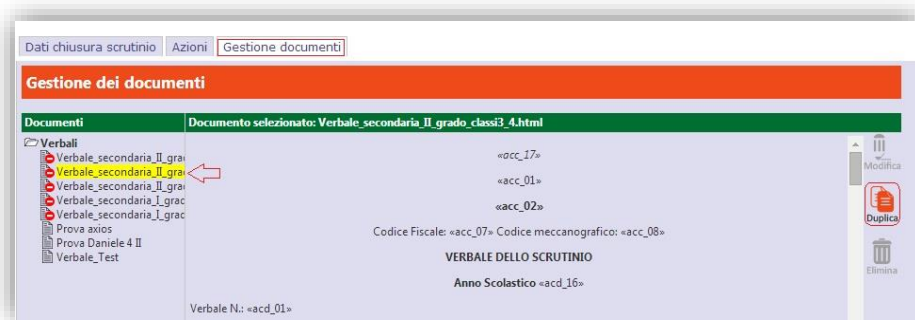 Dati chiusura scrutinio Azioni Gestione documenti
Gestione dei documenti
Documenti
Verbali
Verbale_secondaria_II_grad
Verbale_secondaria_II_grad
Verbale_secondaria_II_grad
Verbale_secondaria_I_grad
Verbale_secondaria_I_grad
Prova axios
Prova Daniele 4 II
Verbale_Test
Documento selezionato: Verbale_secondaria_II_grado_classi3_4.html
«acc_17»
«acc_01»
«acc_02»
Codice Fiscale: «acc_07» Codice meccanografico: «acc_08»
VERBALE DELLO SCRUTINIO
Anno Scolastico «acd_16»
Verbale N.: «acd_01»
Modifica
Duplica
Elimina